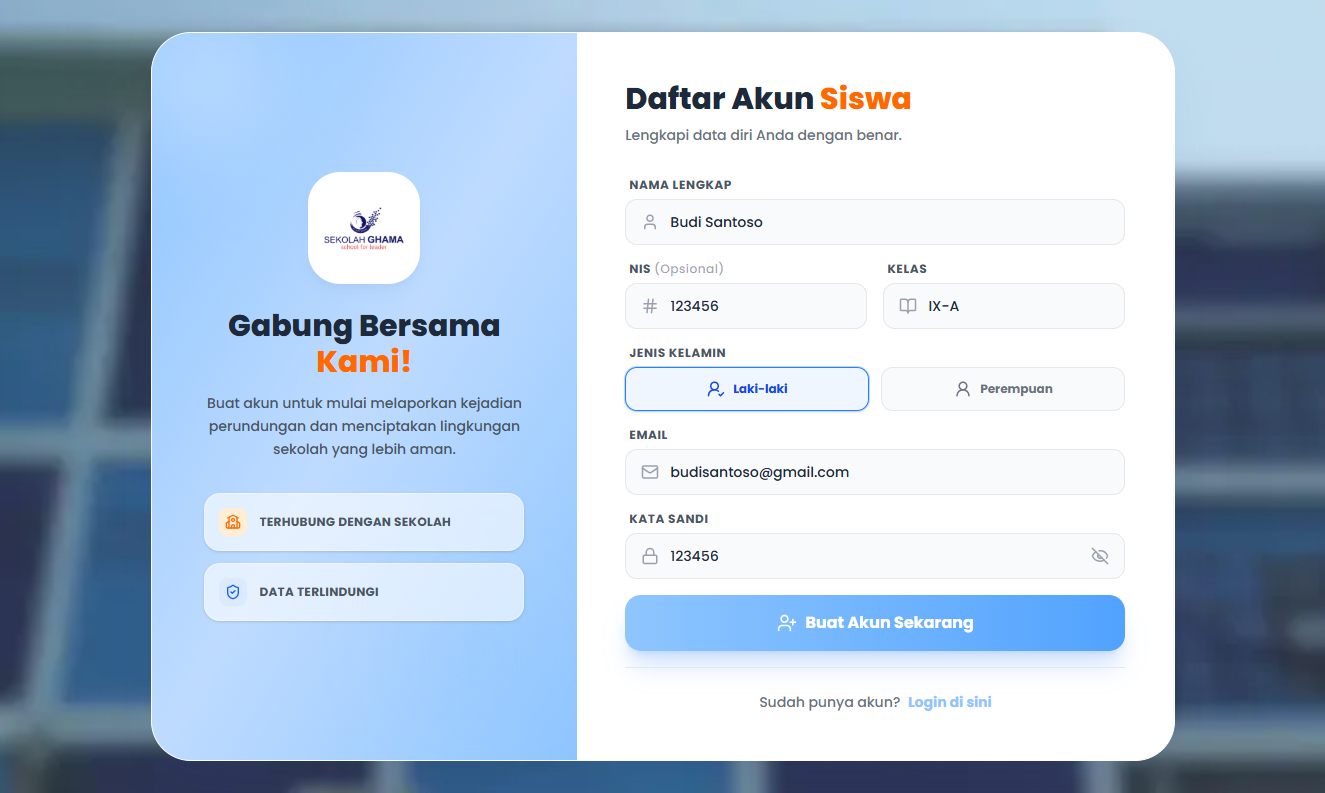 SEKOLAH GHAMA
school for leader
Gabung Bersama
Kami!
Buat akun untuk mulai melaporkan kejadian
perundungan dan menciptakan lingkungan
sekolah yang lebih aman.
TERHUBUNG DENGAN SEKOLAH
DATA TERLINDUNGI
Daftar Akun Siswa
Lengkapi data diri Anda dengan benar.
NAMA LENGKAP
Budi Santoso
NIS (Opsional)
KELAS
123456
IX-A
JENIS KELAMIN
Laki-laki
Perempuan
EMAIL
budisantoso@gmail.com
KATA SANDI
123456
Buat Akun Sekarang
Sudah punya akun? Login di sini